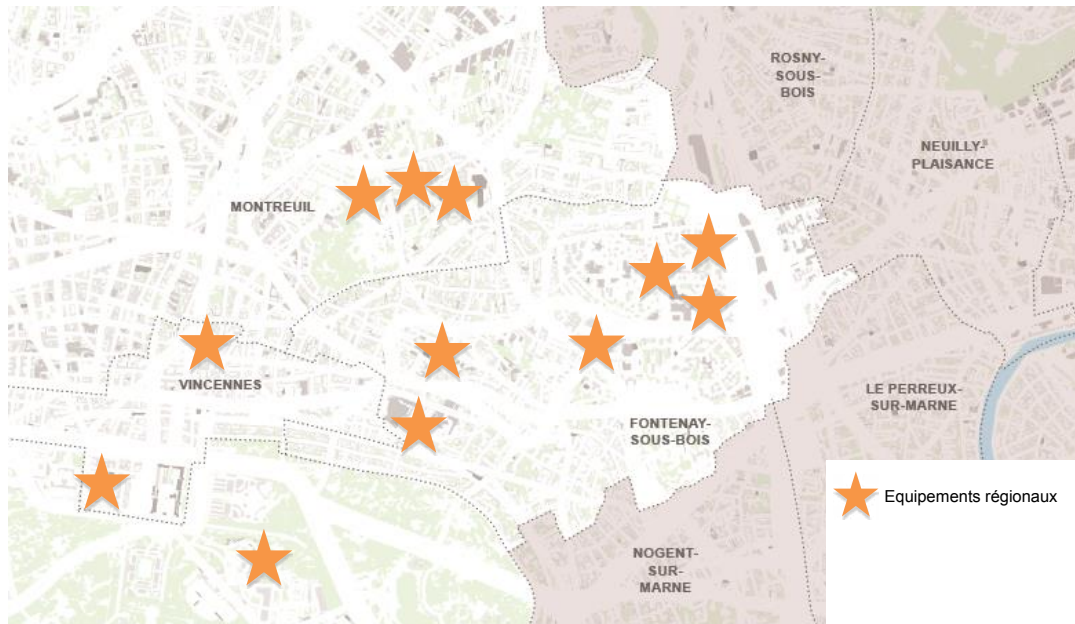 ROSNY-
SOUS-
BOIS
NEUILLY-
PLAISANCE
MONTREUIL
VINCENNES
LE PERREUX-
SUR-MARNE
FONTENAY-
SOUS-BOIS
Equipements régionaux
NOGENT-
SUR-
MARNE